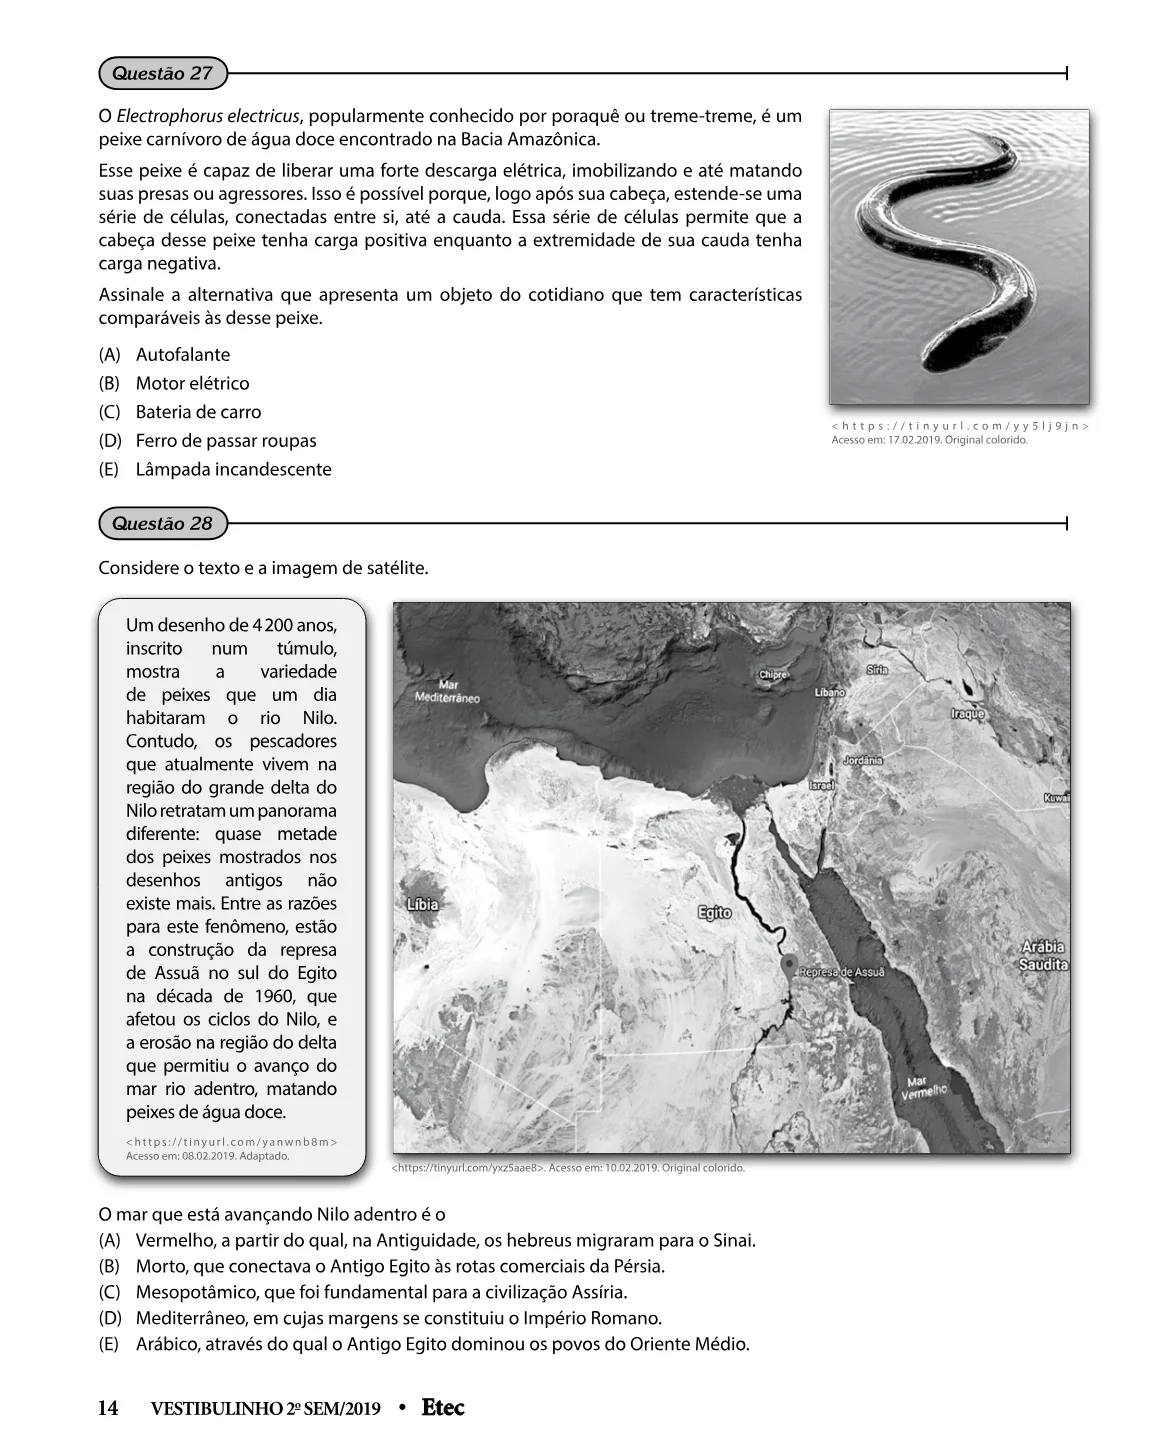 Questão 27
O Electrophorus electricus, popularmente conhecido por poraquê ou treme-treme, é um
peixe carnívoro de água doce encontrado na Bacia Amazônica.
Esse peixe é capaz de liberar uma forte descarga elétrica, imobilizando e até matando
suas presas ou agressores. Isso é possível porque, logo após sua cabeça, estende-se uma
série de células, conectadas entre si, até a cauda. Essa série de células permite que a
cabeça desse peixe tenha carga positiva enquanto a extremidade de sua cauda tenha
carga negativa.
Assinale a alternativa que apresenta um objeto do cotidiano que tem características
comparáveis às desse peixe.
(A) Autofalante
(B) Motor elétrico
(C) Bateria de carro
(D) Ferro de passar roupas
(E) Lâmpada incandescente
<https://tinyurl.com/yy5lj9jn>
Acesso em: 17.02.2019. Original colorido.
Questão 28
Considere o texto e a imagem de satélite.
Um desenho de 4 200 anos,
inscrito num túmulo,
mostra a variedade
de peixes que um dia
habitaram o rio Nilo.
Contudo, os pescadores
que atualmente vivem na
região do grande delta do
Nilo retratam um panorama
diferente: quase metade
dos peixes mostrados nos
desenhos antigos não
existe mais. Entre as razões
para este fenômeno, estão
a construção da represa
de Assuã no sul do Egito
na década de 1960, que
afetou os ciclos do Nilo, e
a erosão na região do delta
que permitiu o avanço do
mar rio adentro, matando
peixes de água doce.
<https://tinyurl.com/yanwnb8m>
Acesso em: 08.02.2019. Adaptado.
Mar
Mediterrâneo
Chipre
Síria
Líbano
Iraque
Jordânia
Israel
Kuwai
Líbia
Egito
Arábia
Saudita
Represa de Assuã
Mar
Vermelho
<https://tinyurl.com/yxz5aae8>. Acesso em: 10.02.2019. Original colorido.
O mar que está avançando Nilo adentro é o
(A) Vermelho, a partir do qual, na Antiguidade, os hebreus migraram para o Sinai.
(B) Morto, que conectava o Antigo Egito às rotas comerciais da Pérsia.
(C) Mesopotâmico, que foi fundamental para a civilização Assíria.
(D) Mediterrâneo, em cujas margens se constituiu o Império Romano.
(E) Arábico, através do qual o Antigo Egito dominou os povos do Oriente Médio.
14 VESTIBULINHO 2º SEM/2019 • Etec